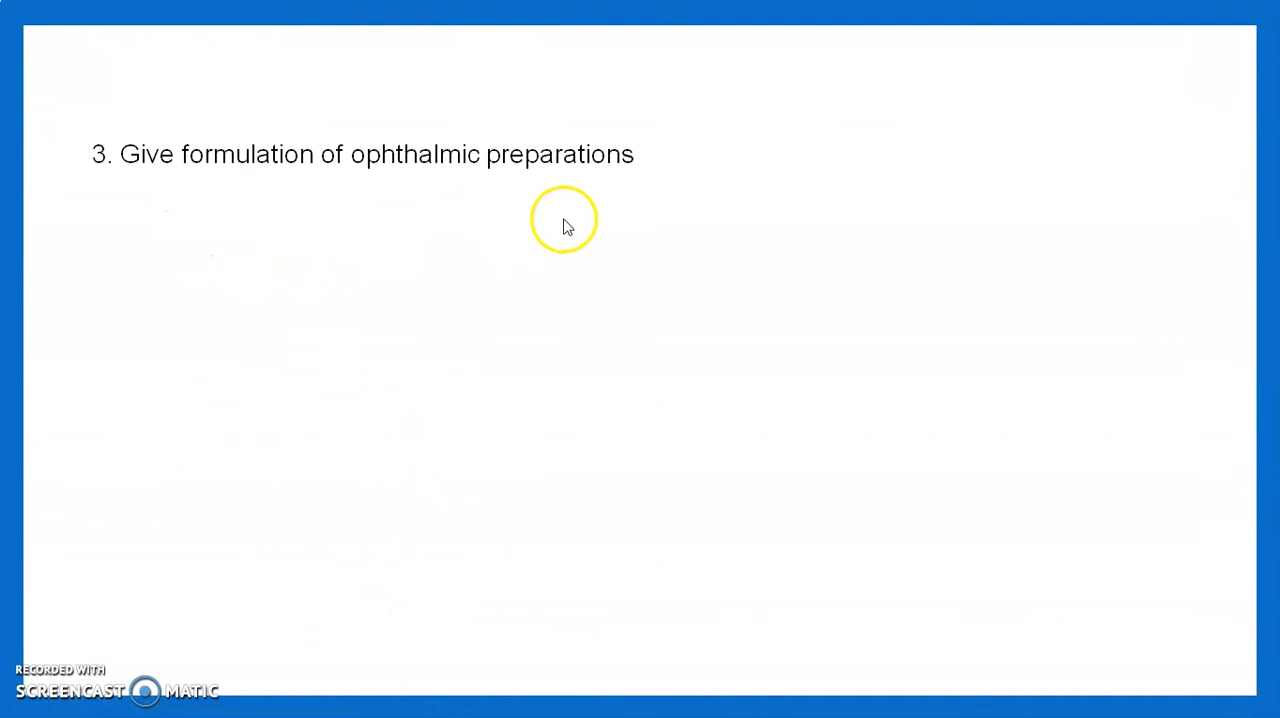 3. Give formulation of ophthalmic preparations
RECORDED WITH
SCREENCAST MATIC